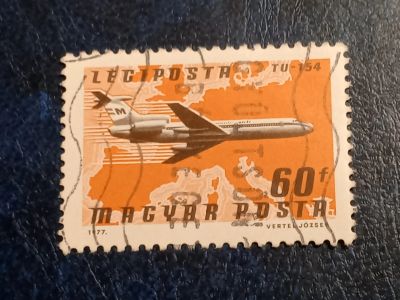 LÉGIPOSTA TU-154
M
60f
MAGYAR POSTA
1977. VERTEL JÓZSEF